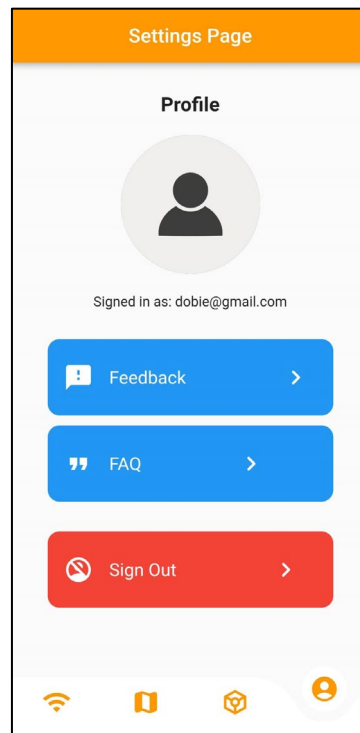 Settings Page
Profile
Signed in as: dobie@gmail.com
Feedback
FAQ
Sign Out